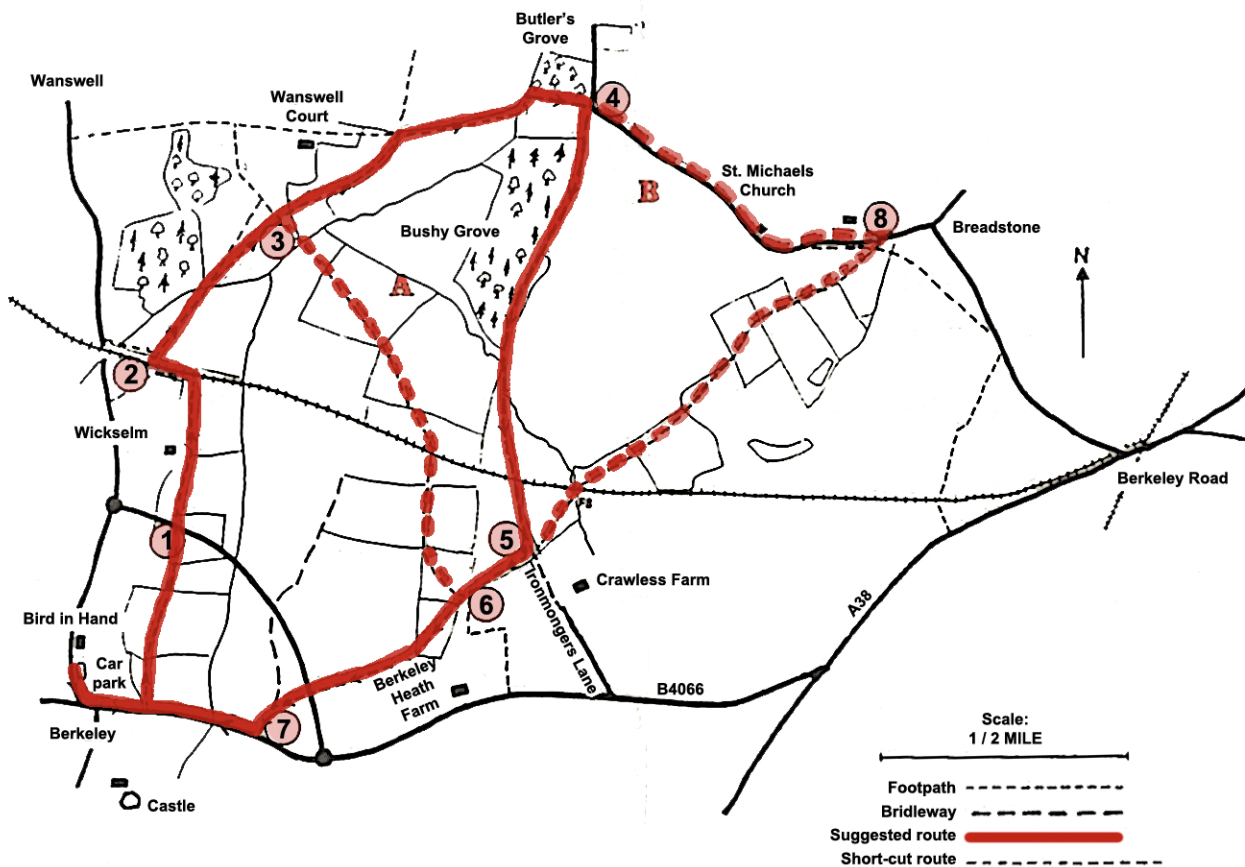 Butler's
Grove
Wanswell
Wanswell
Court
4
St. Michaels
Church
B
8
Breadstone
3
Bushy Grove
A
N
2
Wickselm
Berkeley Road
FB
1
5
Crawless Farm
Ironmongers Lane
6
A38
Bird in Hand
Car
park
Berkeley
Heath
Farm
B4066
7
Berkeley
Castle
Scale:
1 / 2 MILE
Footpath
Bridleway
Suggested route
Short-cut route